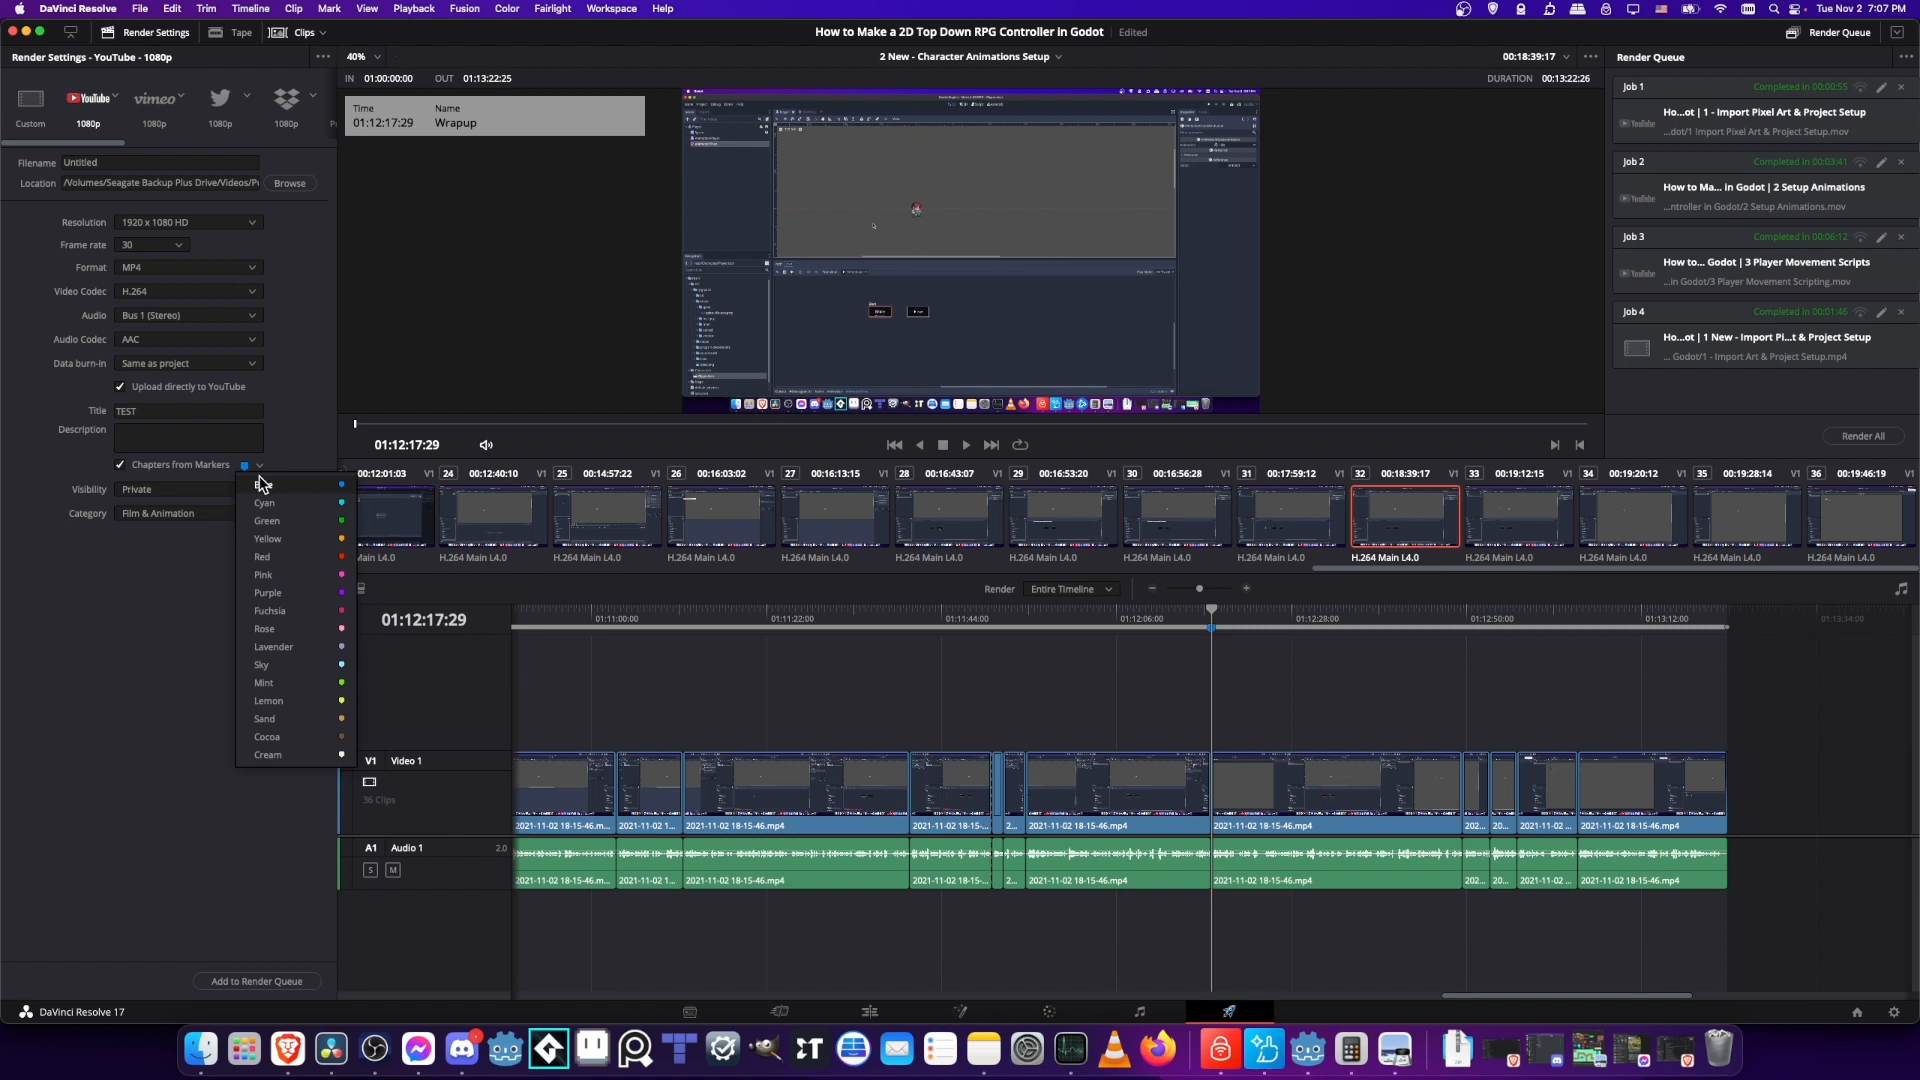 DaVinci Resolve File Edit Trim Timeline Clip Mark View Playback Fusion Color Fairlight Workspace Help
Tue Nov 2 7:07 PM
Render Settings Tape Clips
How to Make a 2D Top Down RPG Controller in Godot Edited
Render Queue
Render Settings - YouTube - 1080p
40%
2 New - Character Animations Setup
00:18:39:17
Render Queue
IN 01:00:00:00 OUT 01:13:22:25
DURATION 00:13:22:26
Time Name
01:12:17:29 Wrapup
YouTube vimeo
Custom 1080p 1080p 1080p 1080p
Filename Untitled
Location /Volumes/Seagate Backup Plus Drive/Videos/P
Browse
Resolution 1920 x 1080 HD
Frame rate 30
Format MP4
Video Codec H.264
Audio Bus 1 (Stereo)
Audio Codec AAC
Data burn-in Same as project
Upload directly to YouTube
Title TEST
Description
Chapters from Markers
Visibility Private
Category Film & Animation
Cyan
Green
Yellow
Red
Pink
Purple
Fuchsia
Rose
Lavender
Sky
Mint
Lemon
Sand
Cocoa
Cream
Add to Render Queue
Job 1 Completed in 00:00:55
Ho...ot | 1 - Import Pixel Art & Project Setup
YouTube ...dot/1 Import Pixel Art & Project Setup.mov
Job 2 Completed in 00:03:41
How to Ma... in Godot | 2 Setup Animations
YouTube ...ntroller in Godot/2 Setup Animations.mov
Job 3 Completed in 00:06:12
How to... Godot | 3 Player Movement Scripts
YouTube ...in Godot/3 Player Movement Scripting.mov
Job 4 Completed in 00:01:46
Ho...ot | 1 New - Import Pi...t & Project Setup
... Godot/1 - Import Art & Project Setup.mp4
Render All
01:12:17:29
00:12:01:03 V1 24 00:12:40:10 V1 25 00:14:57:22 V1 26 00:16:03:02 V1 27 00:16:13:15 V1 28 00:16:43:07 V1 29 00:16:53:20 V1 30 00:16:56:28 V1 31 00:17:59:12 V1 32 00:18:39:17 V1 33 00:19:12:15 V1 34 00:19:20:12 V1 35 00:19:28:14 V1 36 00:19:46:19 V1
Main L4.0 H.264 Main L4.0 H.264 Main L4.0 H.264 Main L4.0 H.264 Main L4.0 H.264 Main L4.0 H.264 Main L4.0 H.264 Main L4.0 H.264 Main L4.0 H.264 Main L4.0 H.264 Main L4.0 H.264 Main L4.0 H.264 Main L4.0 H.264 Main L4.0
Render Entire Timeline
01:12:17:29
01:11:00:00 01:11:22:00 01:11:44:00 01:12:06:00 01:12:28:00 01:12:50:00 01:13:12:00 01:13:34:00
V1 Video 1
36 Clips
2021-11-02 18-15-46.m... 2021-11-02 1... 2021-11-02 18-15-46.mp4 2021-11-02 18-15-... 2... 2021-11-02 18-15-46.mp4 2021-11-02 18-15-46.mp4 202... 20... 2021-11-02 ... 2021-11-02 18-15-46.mp4
A1 Audio 1 2.0
S M
2021-11-02 18-15-46.m... 2021-11-02 1... 2021-11-02 18-15-46.mp4 2021-11-02 18-15-... 2... 2021-11-02 18-15-46.mp4 2021-11-02 18-15-46.mp4 202... 20... 2021-11-02 ... 2021-11-02 18-15-46.mp4
DaVinci Resolve 17